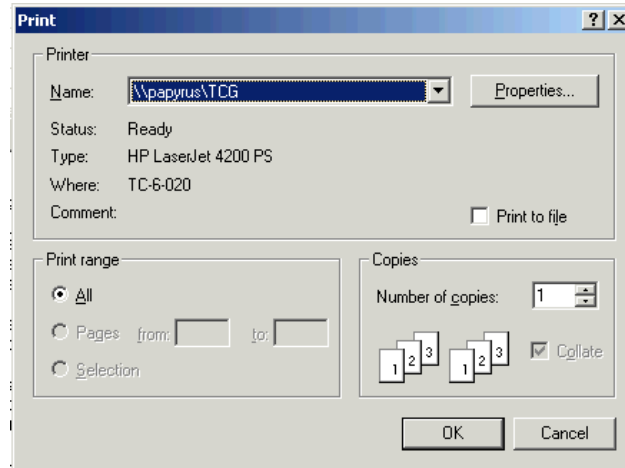 Print
Printer
Name: \\papyrus\TCG Properties...
Status: Ready
Type: HP LaserJet 4200 PS
Where: TC-6-020
Comment: Print to file
Print range
All
Pages from: to:
Selection
Copies
Number of copies: 1
1 2 3 1 2 3 Collate
OK Cancel